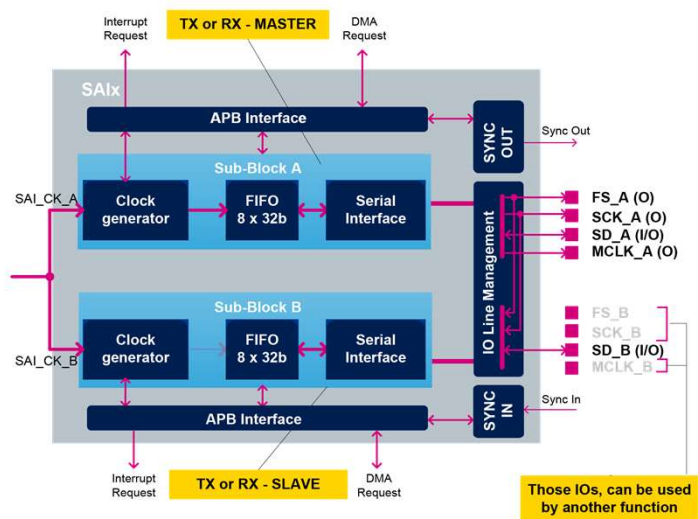 Interrupt
Request
TX or RX - MASTER
DMA
Request
SAIx
APB Interface
SYNC
OUT
Sync Out
Sub-Block A
SAI_CK_A
Clock
generator
FIFO
8 x 32b
Serial
Interface
IO Line Management
FS_A (O)
SCK_A (O)
SD_A (I/O)
MCLK_A (O)
Sub-Block B
SAI_CK_B
Clock
generator
FIFO
8 x 32b
Serial
Interface
FS_B
SCK_B
SD_B (I/O)
MCLK_B
APB Interface
SYNC
IN
Sync In
Interrupt
Request
TX or RX - SLAVE
DMA
Request
Those IOs, can be used
by another function